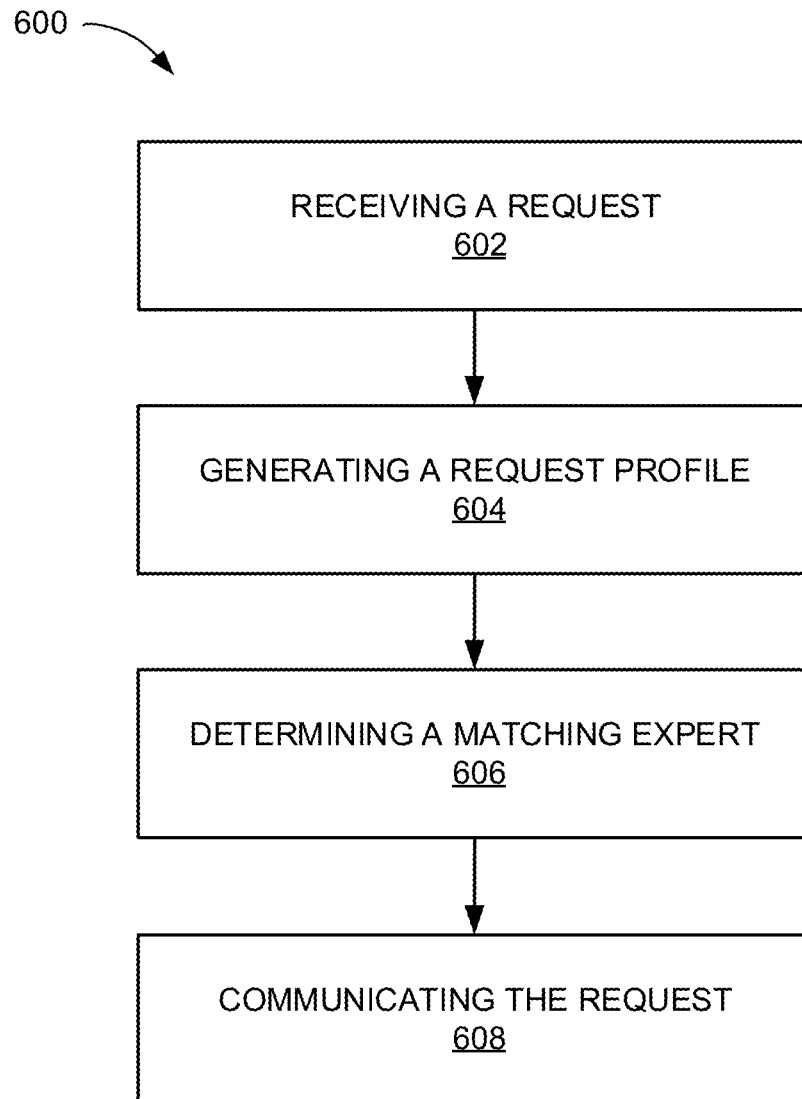 600
RECEIVING A REQUEST
602
GENERATING A REQUEST PROFILE
604
DETERMINING A MATCHING EXPERT
606
COMMUNICATING THE REQUEST
608